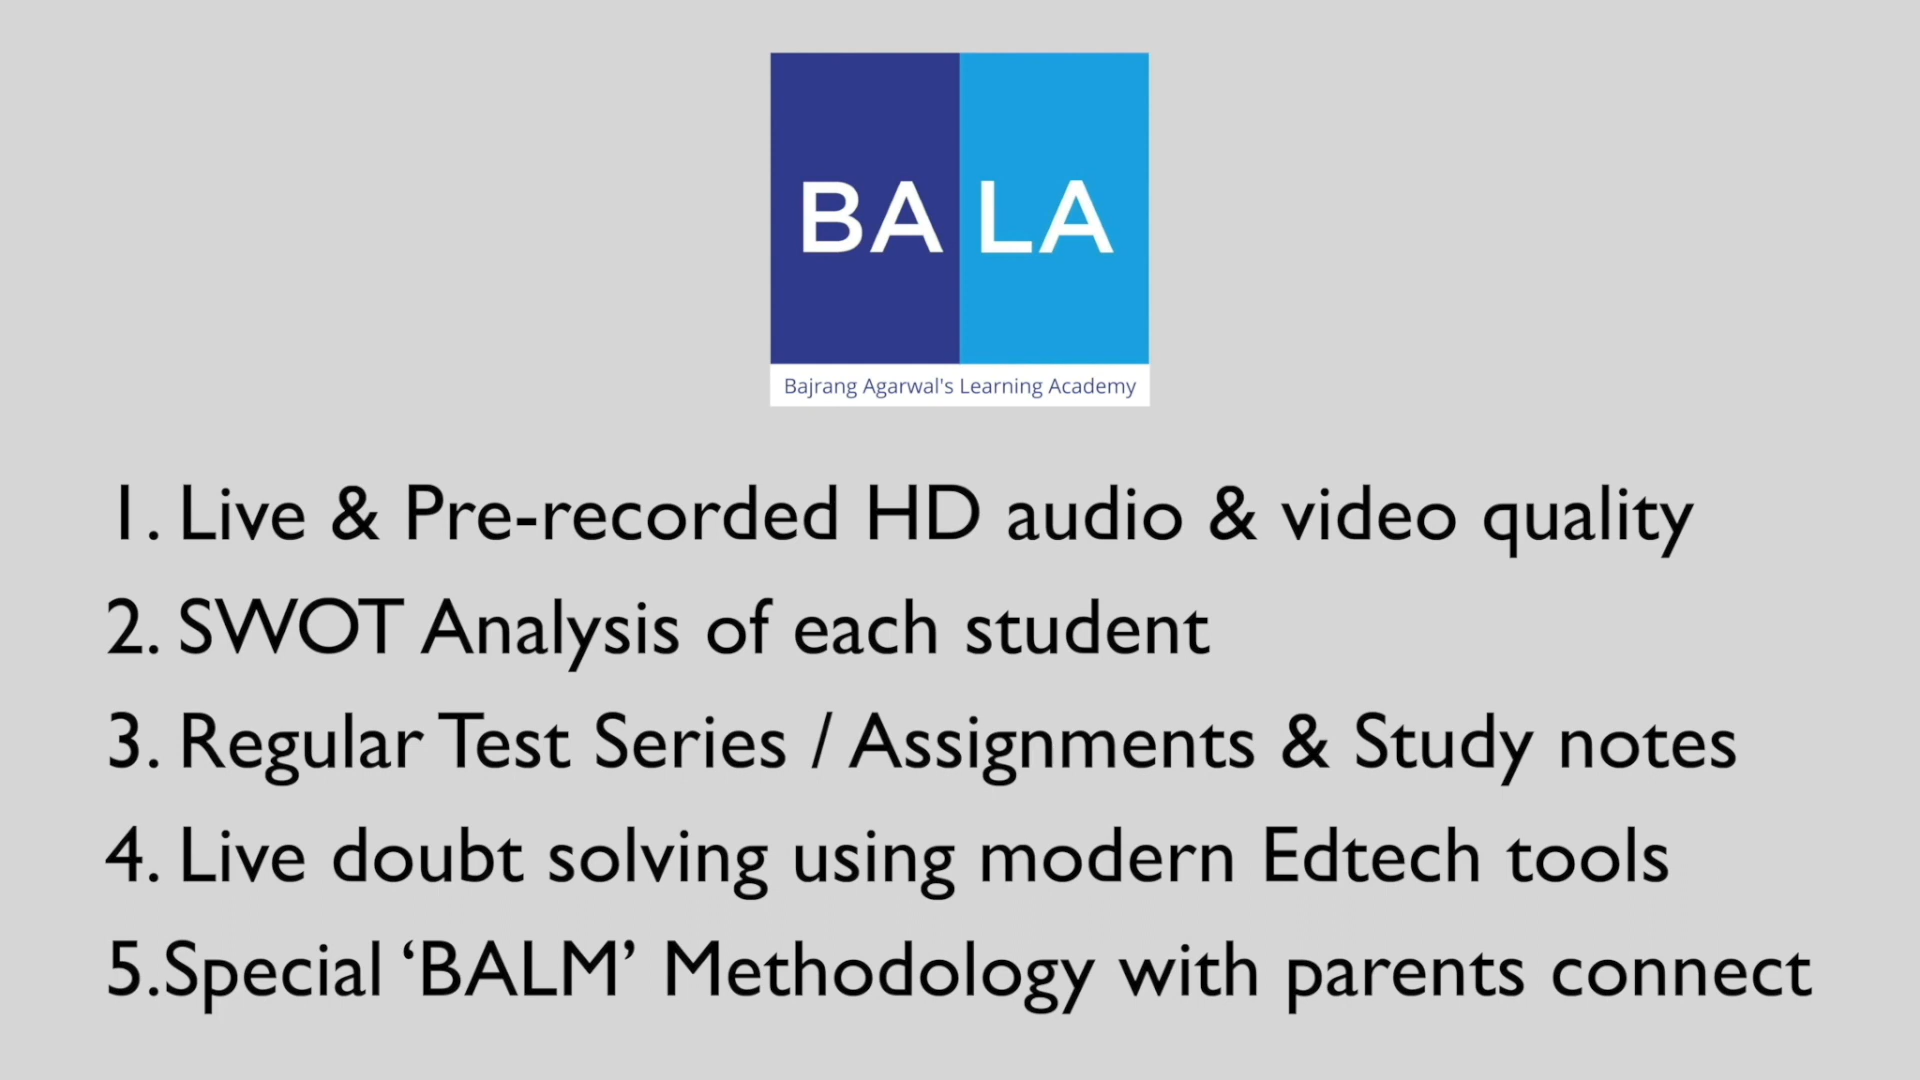 BALA
Bajrang Agarwal's Learning Academy
1. Live & Pre-recorded HD audio & video quality
2. SWOT Analysis of each student
3. Regular Test Series / Assignments & Study notes
4. Live doubt solving using modern Edtech tools
5.Special ‘BALM’ Methodology with parents connect